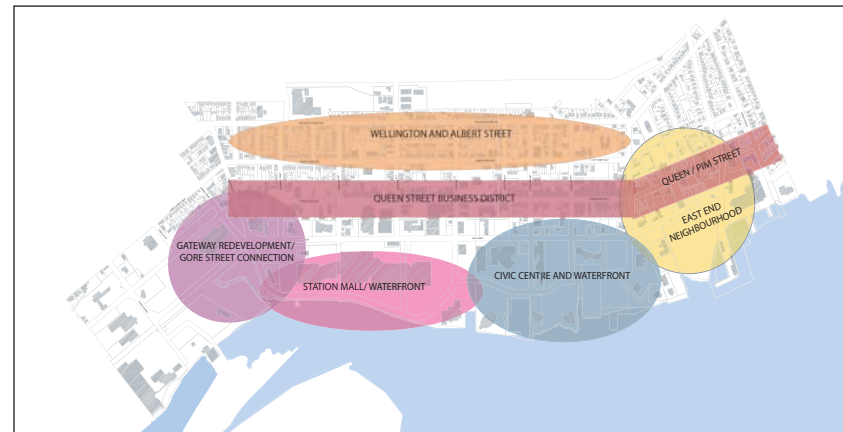 WELLINGTON AND ALBERT STREET
QUEEN / PIM STREET
QUEEN STREET BUSINESS DISTRICT
EAST END
NEIGHBOURHOOD
GATEWAY REDEVELOPMENT/
GORE STREET CONNECTION
CIVIC CENTRE AND WATERFRONT
STATION MALL/ WATERFRONT